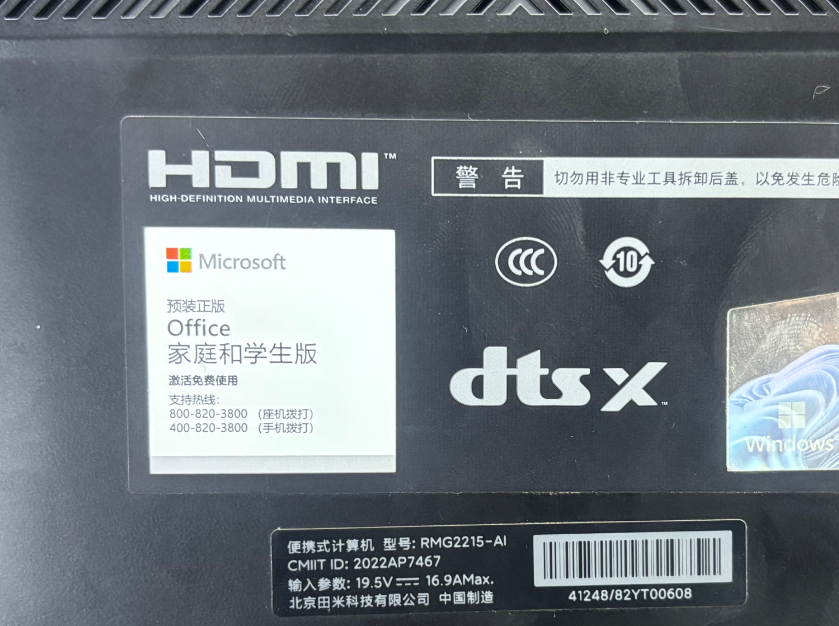 HDMI™
HIGH-DEFINITION MULTIMEDIA INTERFACE
警告
切勿用非专业工具拆卸后盖，以免发生危险
Microsoft
预装正版
Office
家庭和学生版
激活免费使用
支持热线：
800-820-3800 （座机拨打）
400-820-3800 （手机拨打）
CCC
10
dts X™
Windows
便携式计算机 型号: RMG2215-AI
CMIIT ID: 2022AP7467
输入参数: 19.5V⎓16.9AMax.
北京田米科技有限公司 中国制造
41248/82YT00608